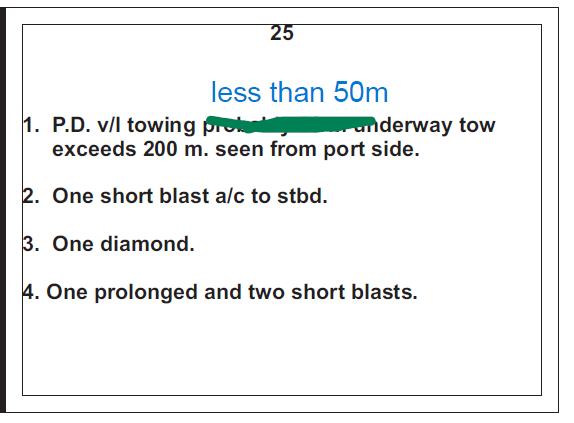 25
less than 50m
1. P.D. v/l towing underway tow
exceeds 200 m. seen from port side.
2. One short blast a/c to stbd.
3. One diamond.
4. One prolonged and two short blasts.